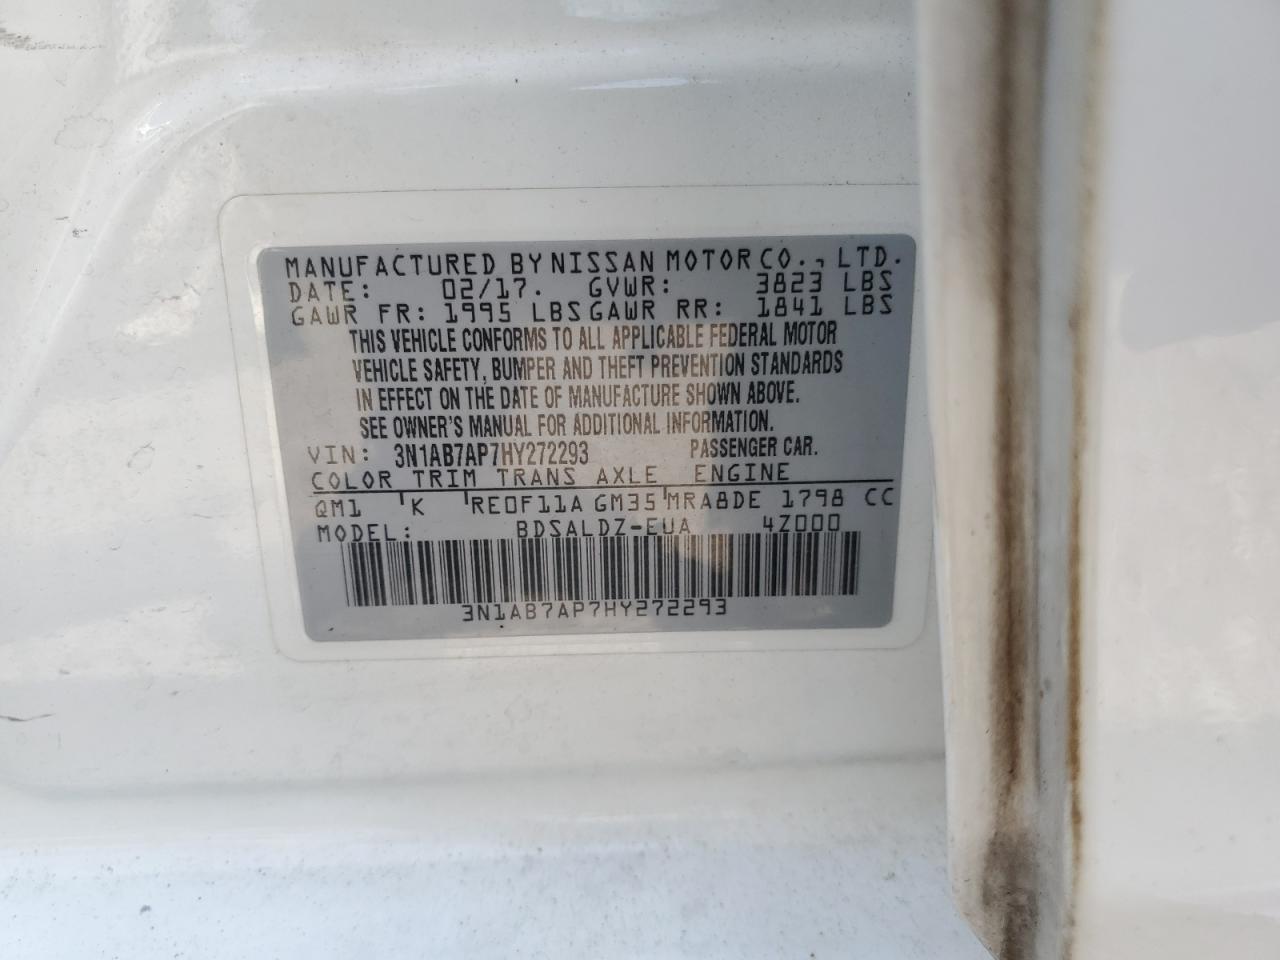 MANUFACTURED BY NISSAN MOTOR CO., LTD.
DATE: 02/17. GVWR: 3823 LBS
GAWR FR: 1995 LBS GAWR RR: 1841 LBS
THIS VEHICLE CONFORMS TO ALL APPLICABLE FEDERAL MOTOR
VEHICLE SAFETY, BUMPER AND THEFT PREVENTION STANDARDS
IN EFFECT ON THE DATE OF MANUFACTURE SHOWN ABOVE.
SEE OWNER'S MANUAL FOR ADDITIONAL INFORMATION.
VIN: 3N1AB7AP7HY272293 PASSENGER CAR.
COLOR TRIM TRANS AXLE ENGINE
QM1 K RE0F11A GM35 MRA8DE 1798 CC
MODEL: BDSALDZ-EUA 4Z000
3N1AB7AP7HY272293